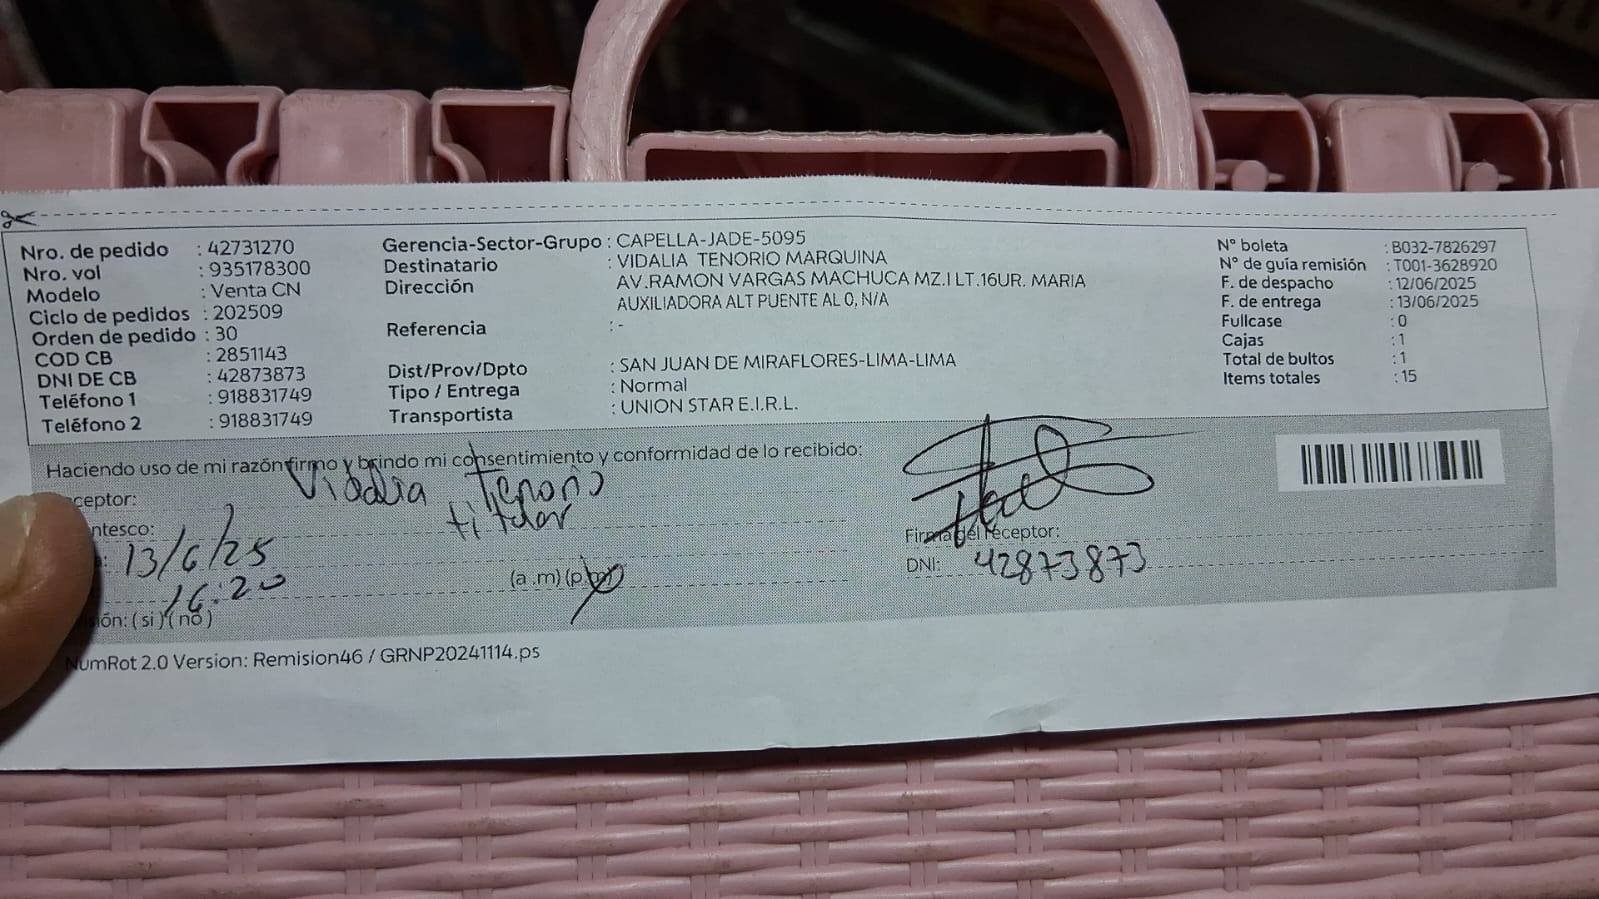 Nro. de pedido : 42731270
Nro. vol : 935178300
Modelo : Venta CN
Ciclo de pedidos : 202509
Orden de pedido : 30
COD CB : 2851143
DNI DE CB : 42873873
Teléfono 1 : 918831749
Teléfono 2 : 918831749
Gerencia-Sector-Grupo : CAPELLA-JADE-5095
Destinatario : VIDALIA TENORIO MARQUINA
Dirección AV.RAMON VARGAS MACHUCA MZ.I LT.16UR. MARIA
AUXILIADORA ALT PUENTE AL 0, N/A
Referencia : -
Dist/Prov/Dpto : SAN JUAN DE MIRAFLORES-LIMA-LIMA
Tipo / Entrega : Normal
Transportista : UNION STAR E.I.R.L.
N° boleta : B032-7826297
N° de guía remisión : T001-3628920
F. de despacho : 12/06/2025
F. de entrega : 13/06/2025
Fullcase : 0
Cajas : 1
Total de bultos : 1
Items totales : 15
Haciendo uso de mi razón firmo y brindo mi consentimiento y conformidad de lo recibido:
ceptor: Vidalia Tenorio
ntesco: titular
: 13/6/25
16:20 (a.m) (p.m)
ión: ( si ) ( no )
Firma del receptor:
DNI: 42873873
NumRot 2.0 Version: Remision46 / GRNP20241114.ps